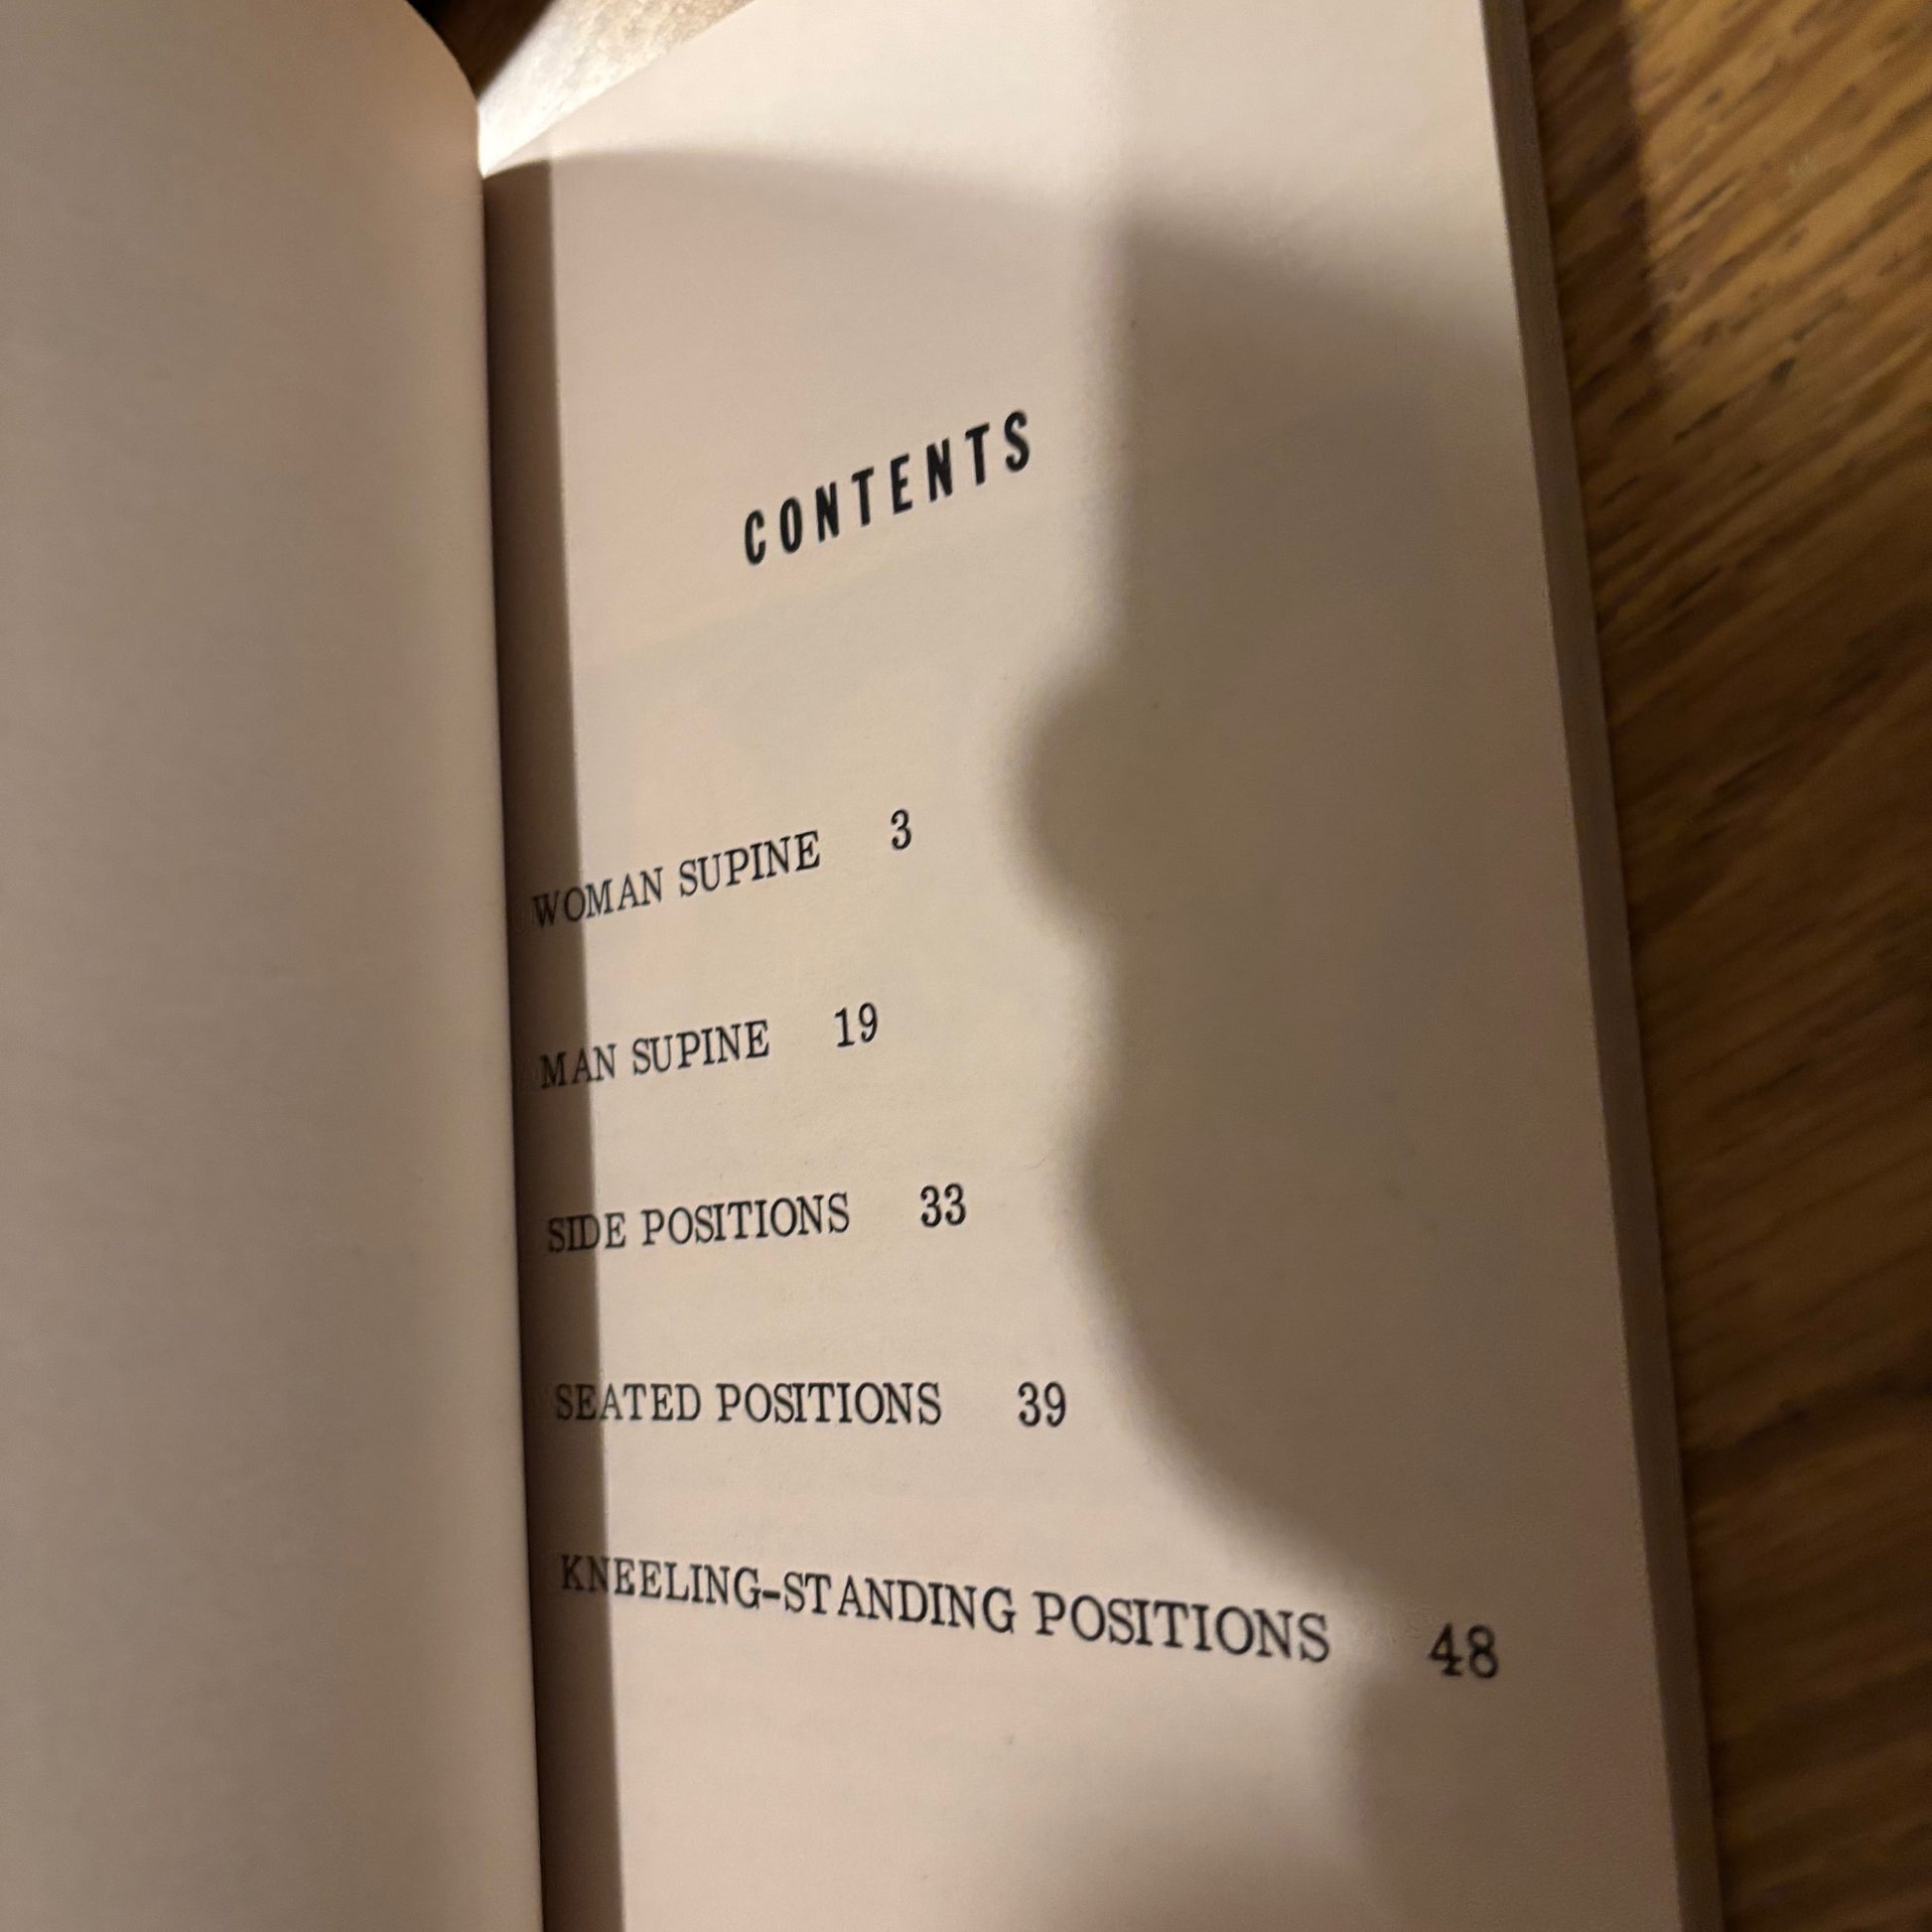 CONTENTS
WOMAN SUPINE 3
MAN SUPINE 19
SIDE POSITIONS 33
SEATED POSITIONS 39
KNEELING-STANDING POSITIONS 48